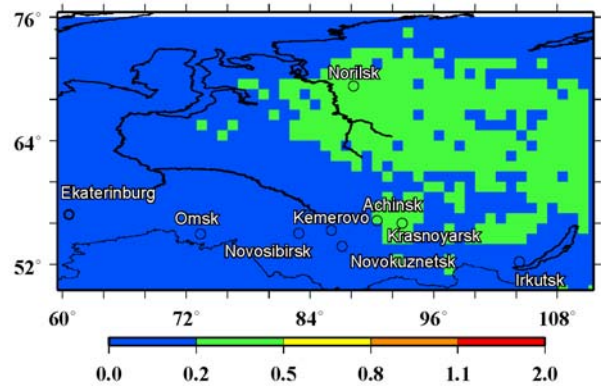 76°
Norilsk
64°
Ekaterinburg
Achinsk
Omsk
Kemerovo
Krasnoyarsk
Novosibirsk
Novokuznetsk
52°
Irkutsk
60° 72° 84° 96° 108°
0.0 0.2 0.5 0.8 1.1 2.0